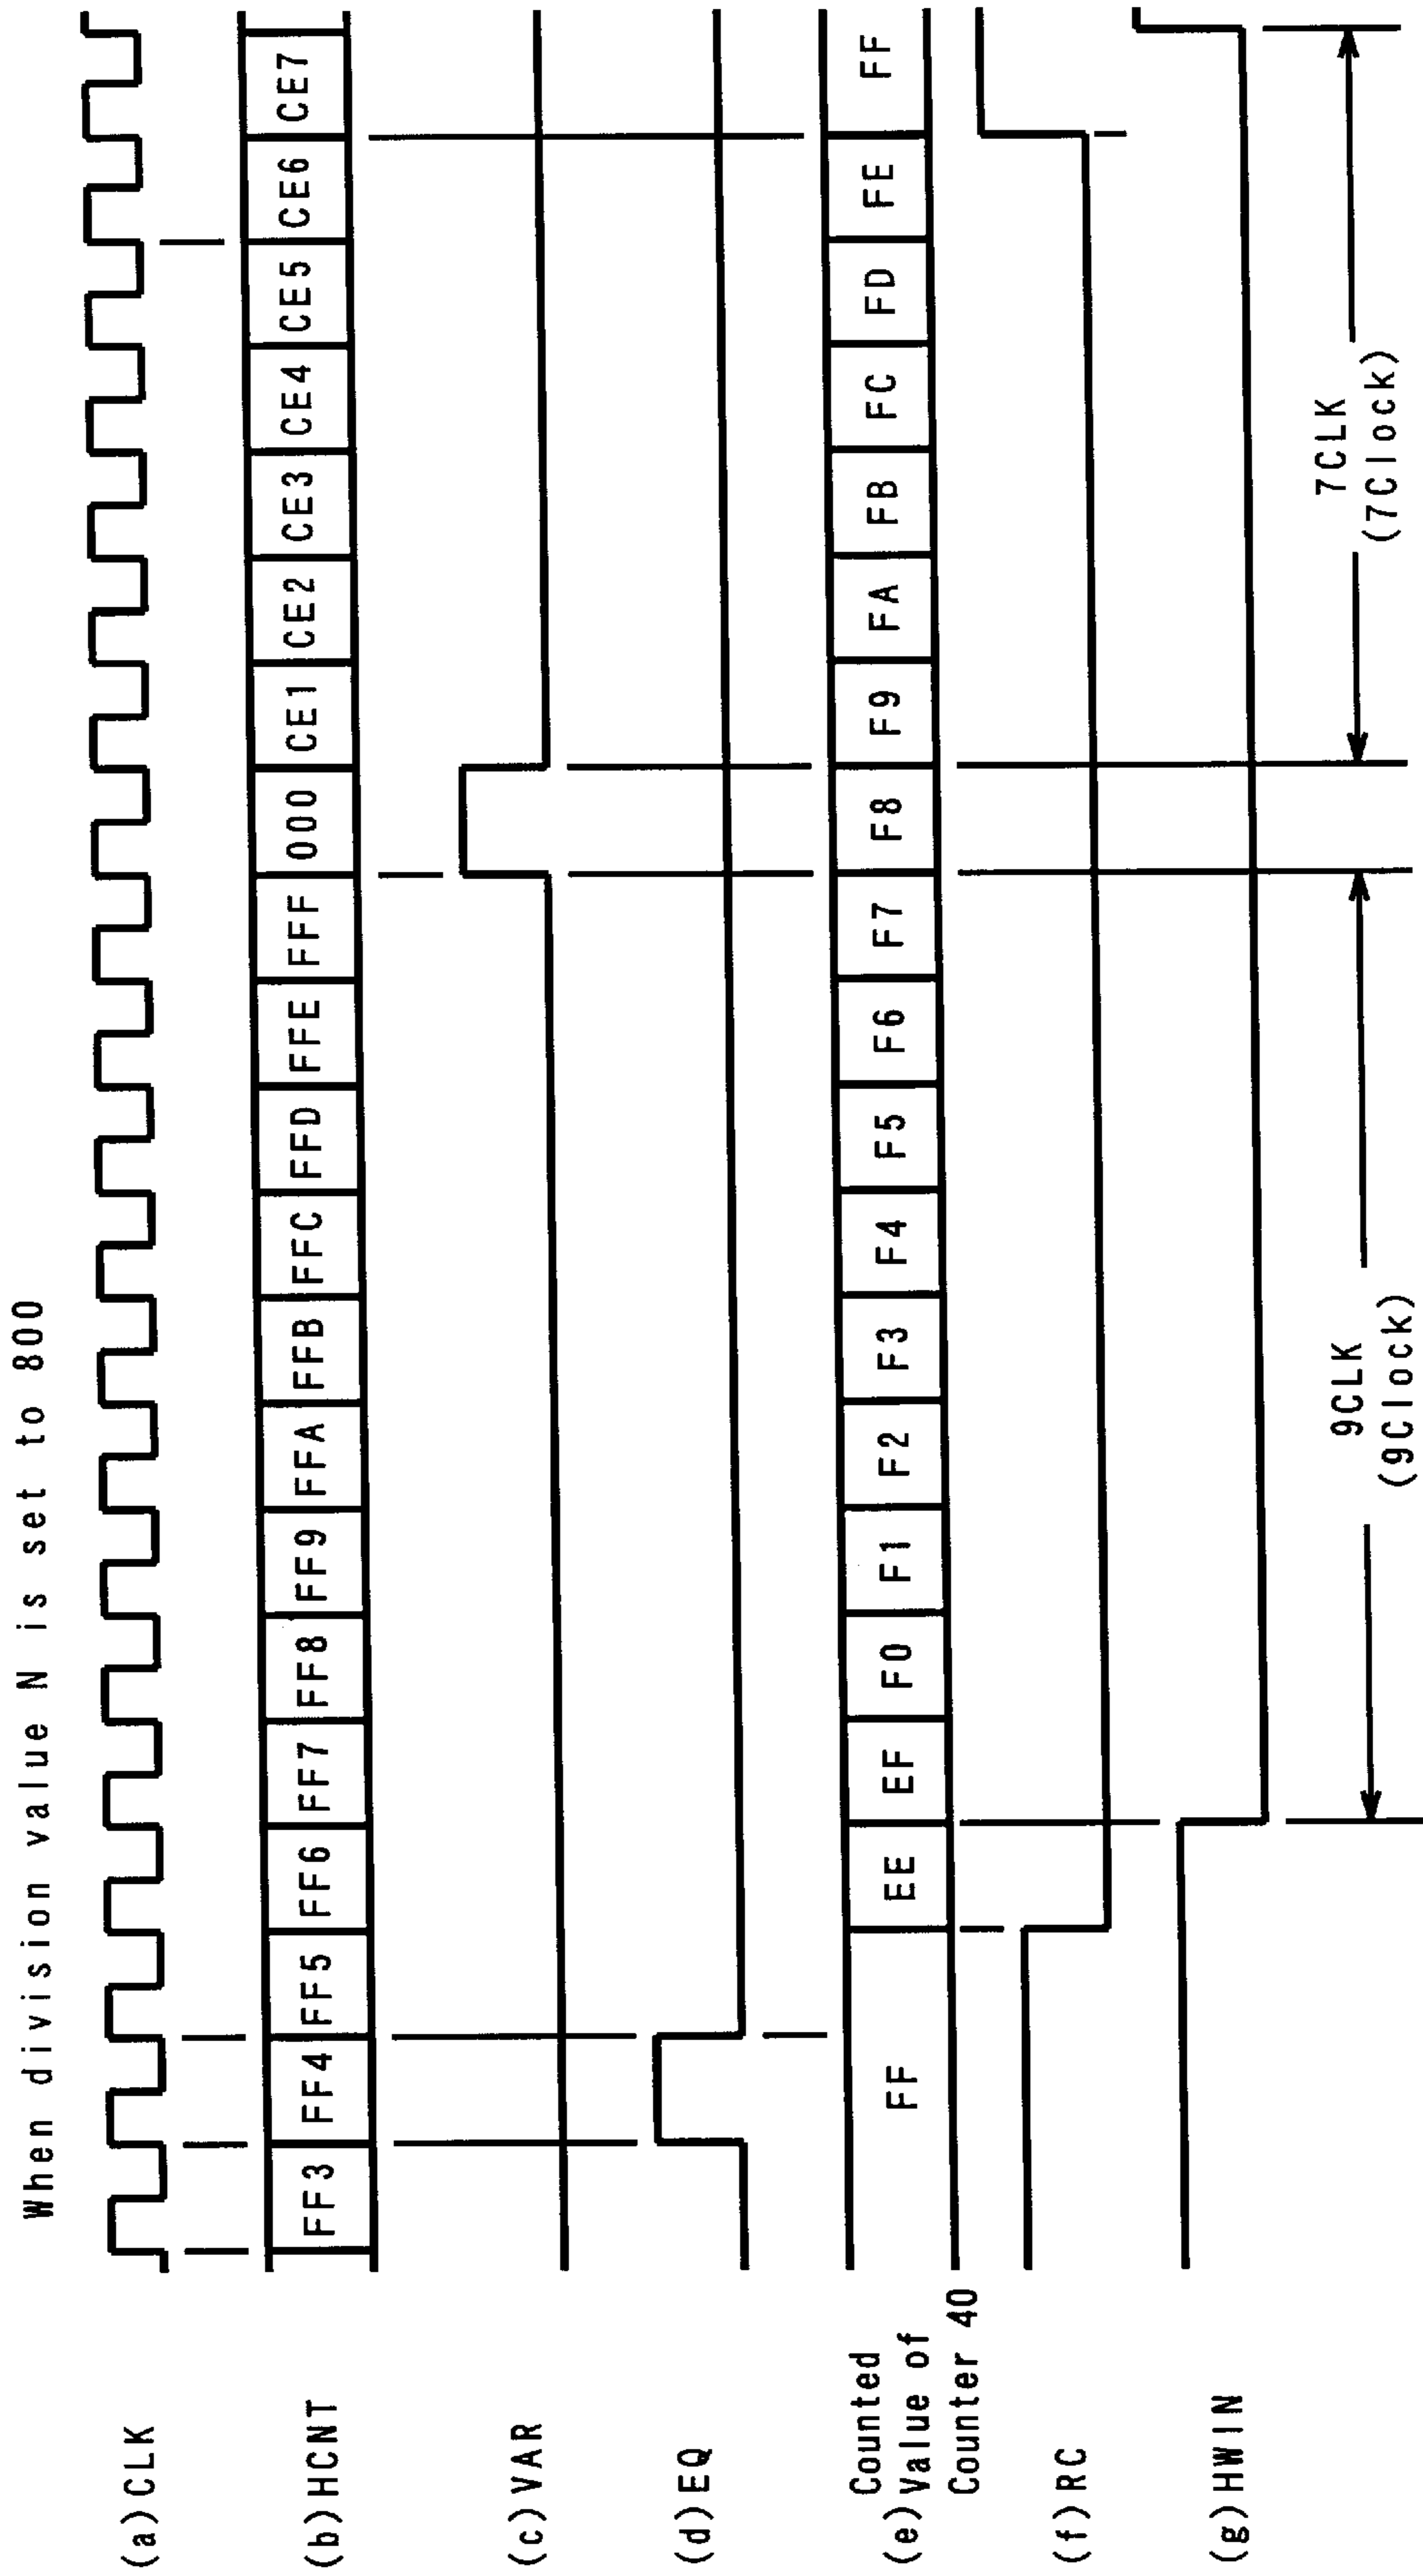 When division value N is set to 800
(a) CLK
(b) HCNT
FF3 FF4 FF5 FF6 FF7 FF8 FF9 FFA FFB FFC FFD FFE FFF 000 CE1 CE2 CE3 CE4 CE5 CE6 CE7
(c) VAR
(d) EQ
(e) Counted
Value of
Counter 40
FF EE EF F0 F1 F2 F3 F4 F5 F6 F7 F8 F9 FA FB FC FD FE FF
(f) RC
(g) HWIN
9CLK
(9Clock)
7CLK
(7Clock)